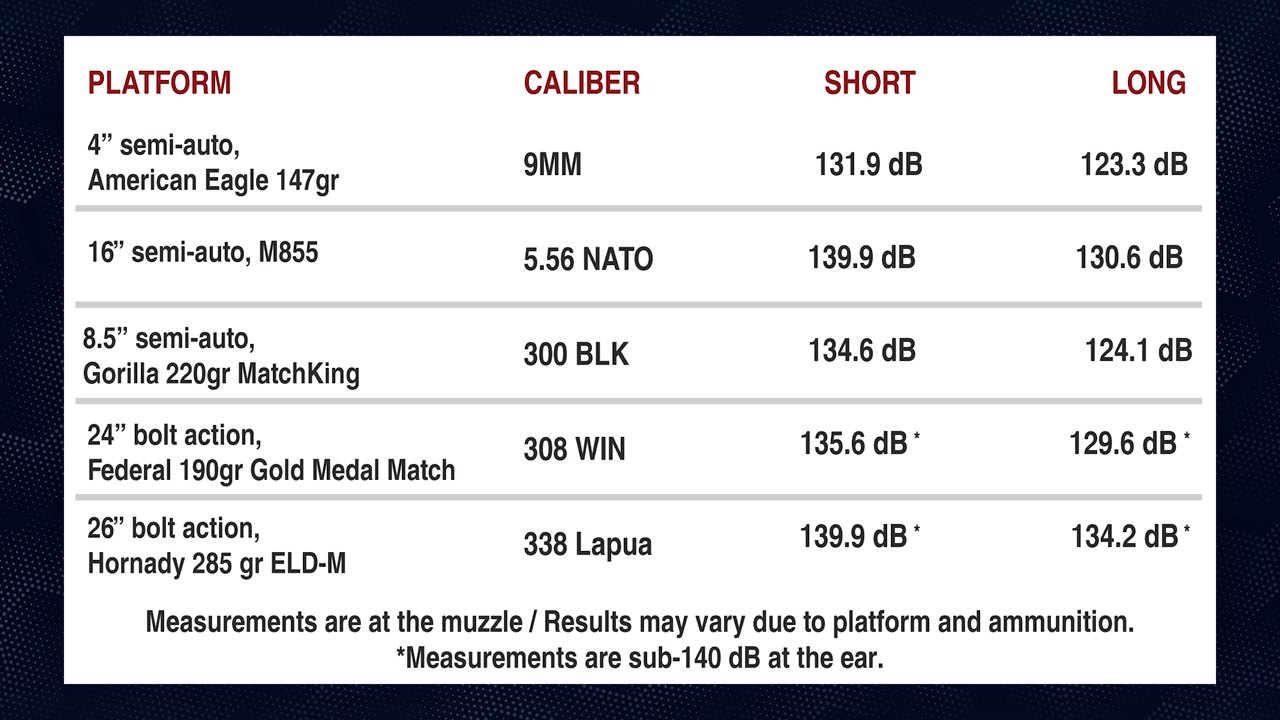 PLATFORM CALIBER SHORT LONG
4” semi-auto,
American Eagle 147gr
9MM 131.9 dB 123.3 dB
16” semi-auto, M855 5.56 NATO 139.9 dB 130.6 dB
8.5” semi-auto,
Gorilla 220gr MatchKing
300 BLK 134.6 dB 124.1 dB
24” bolt action,
Federal 190gr Gold Medal Match
308 WIN 135.6 dB * 129.6 dB *
26” bolt action,
Hornady 285 gr ELD-M
338 Lapua 139.9 dB * 134.2 dB *
Measurements are at the muzzle / Results may vary due to platform and ammunition.
*Measurements are sub-140 dB at the ear.